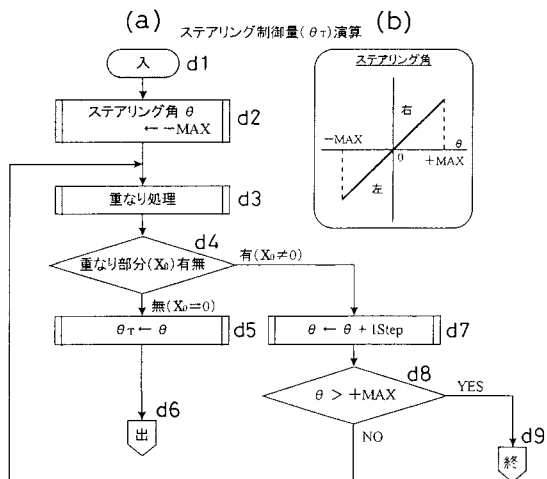 (a)
(b)
ステアリング制御量(θT)演算
入
d1
ステアリング角 θ
← －MAX
d2
重なり処理
d3
d4
重なり部分(X₀)有無
有(X₀≠0)
無(X₀＝0)
θT ← θ
d5
d6
出
θ ← θ + 1Step
d7
d8
θ > +MAX
YES
NO
d9
終
ステアリング角
右
－MAX
θ
0
+MAX
左